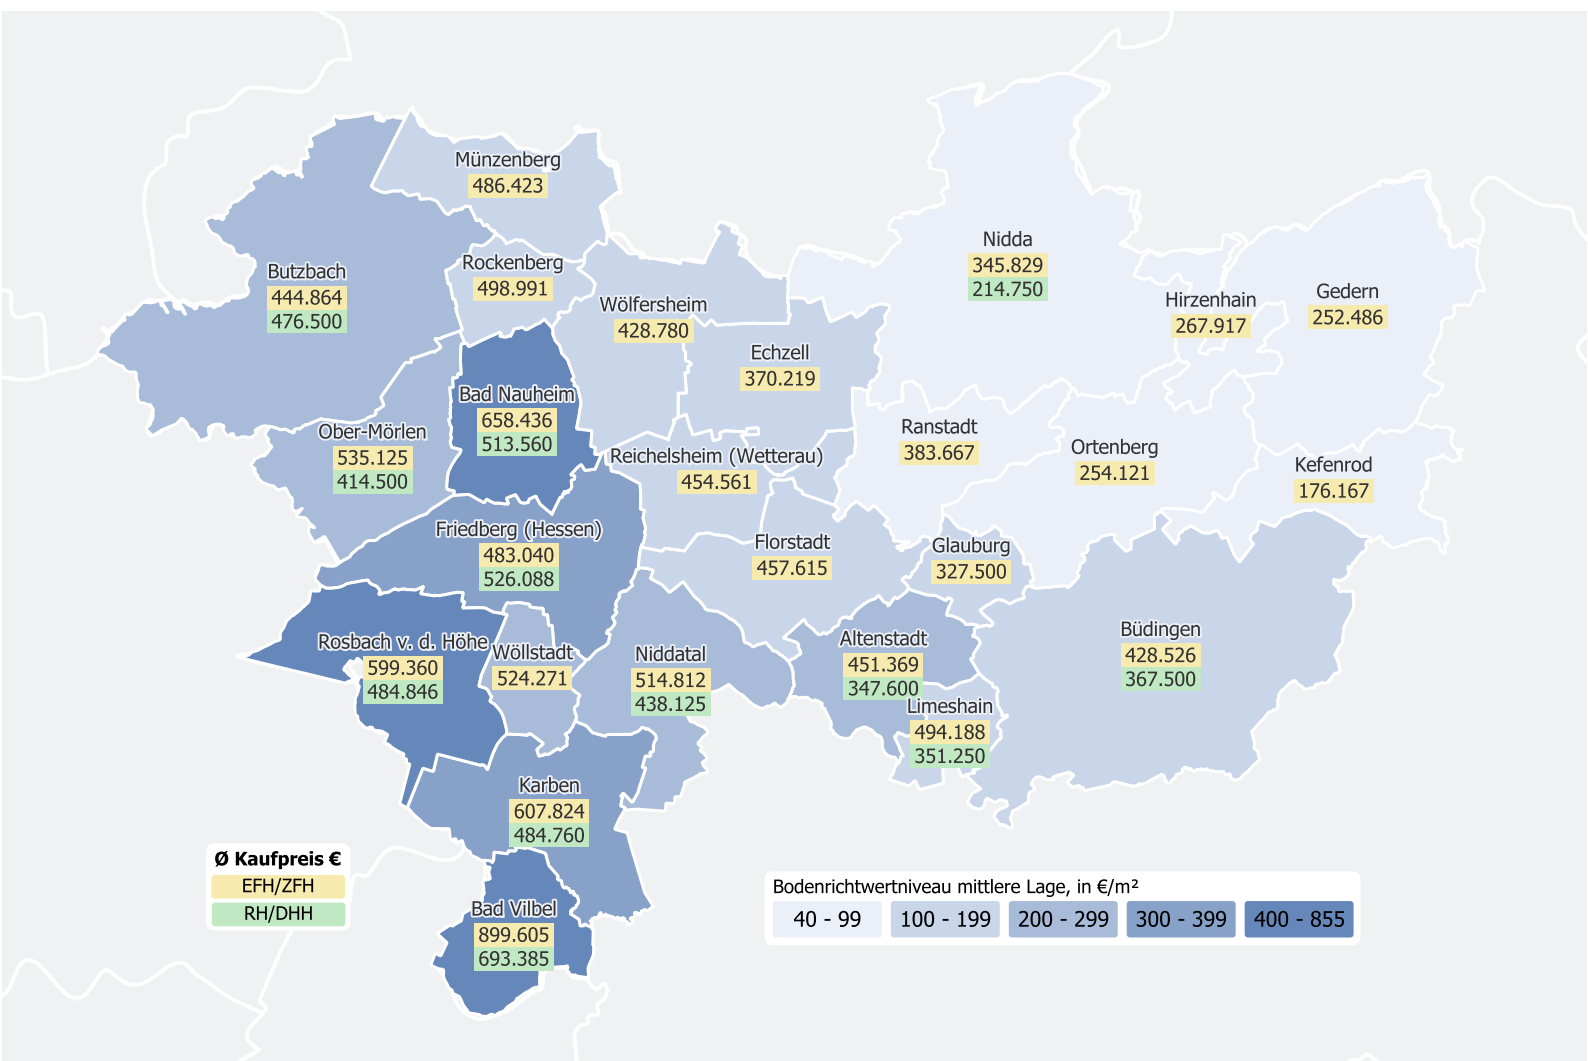 Münzenberg
486.423
Nidda
345.829
214.750
Butzbach
444.864
476.500
Rockenberg
498.991
Wölfersheim
428.780
Hirzenhain
267.917
Gedern
252.486
Echzell
370.219
Bad Nauheim
658.436
513.560
Ober-Mörlen
535.125
414.500
Ranstadt
383.667
Ortenberg
254.121
Reichelsheim (Wetterau)
454.561
Kefenrod
176.167
Friedberg (Hessen)
483.040
526.088
Florstadt
457.615
Glauburg
327.500
Rosbach v. d. Höhe
599.360
484.846
Wöllstadt
524.271
Niddatal
514.812
438.125
Altenstadt
451.369
347.600
Büdingen
428.526
367.500
Limeshain
494.188
351.250
Karben
607.824
484.760
Bad Vilbel
899.605
693.385
Ø Kaufpreis €
EFH/ZFH
RH/DHH
Bodenrichtwertniveau mittlere Lage, in €/m²
40 - 99
100 - 199
200 - 299
300 - 399
400 - 855